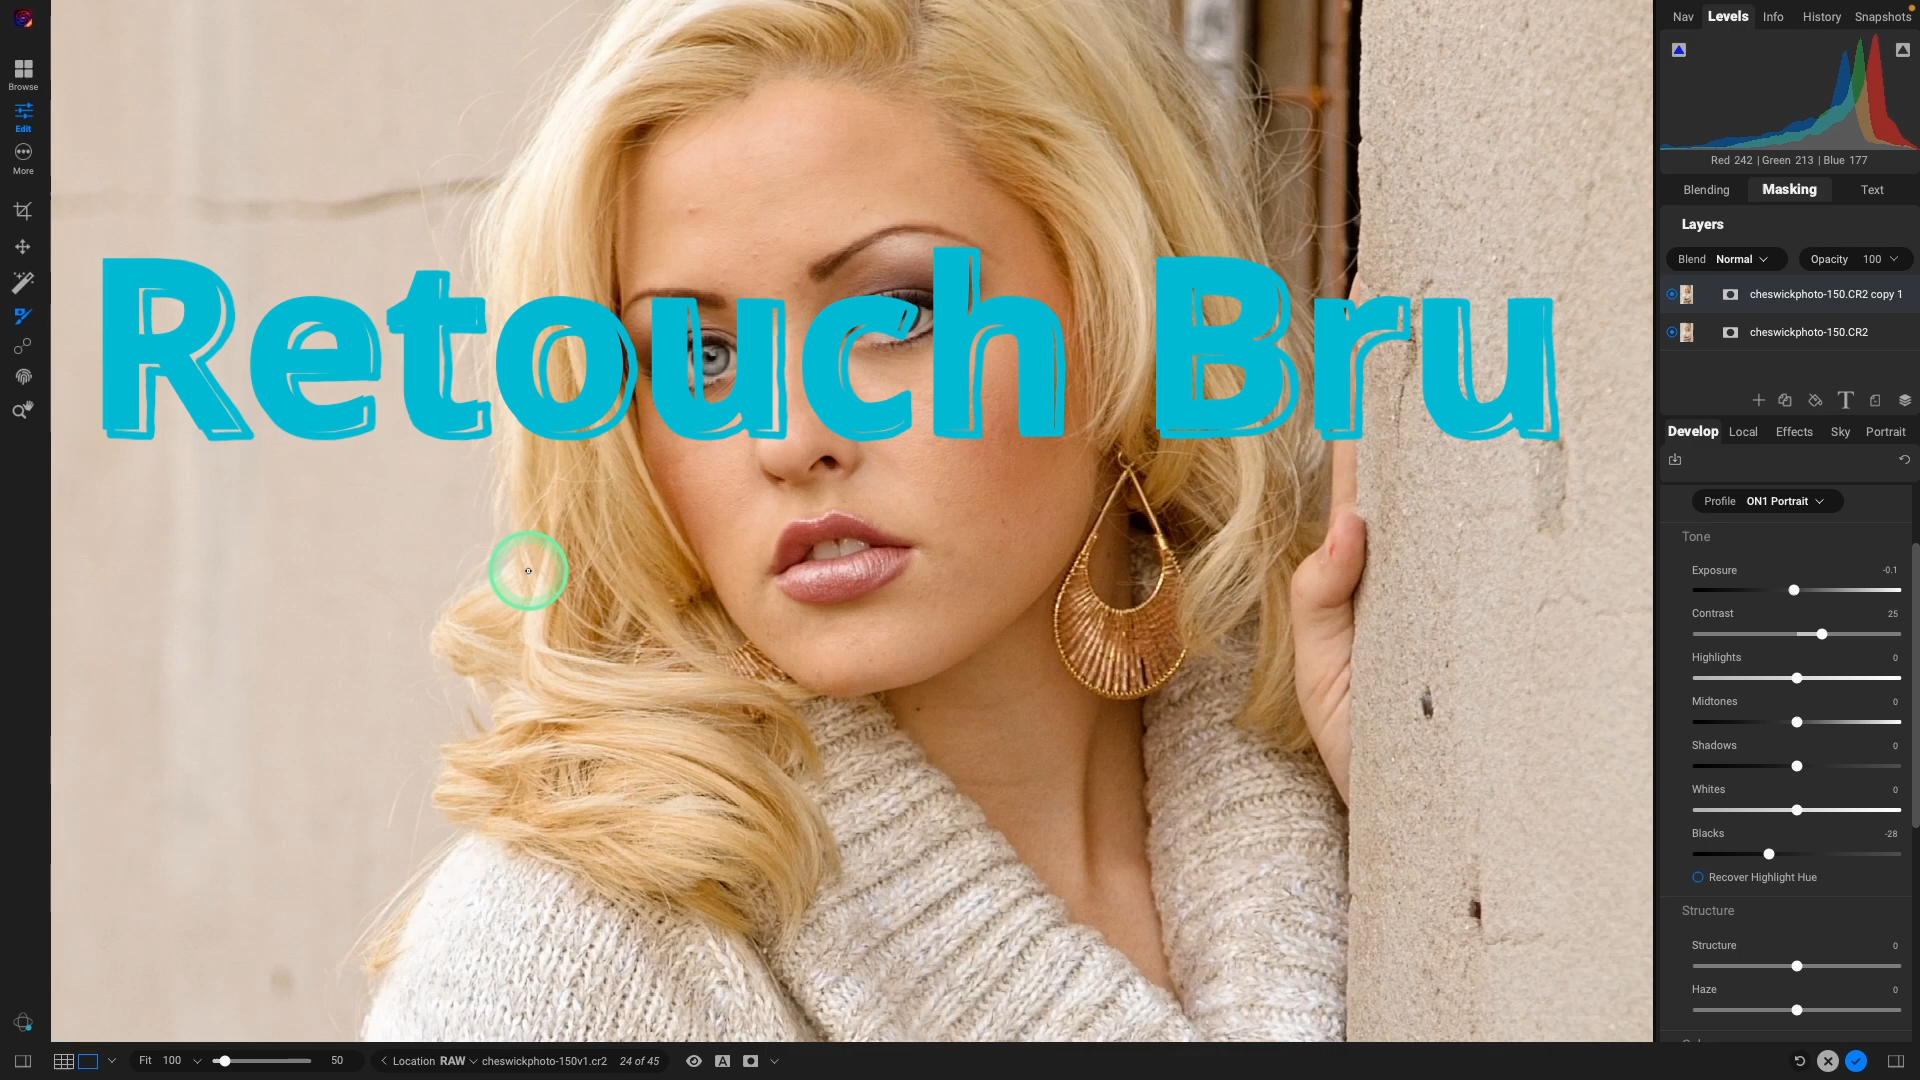 Nav Levels Info History Snapshots
Browse
Edit
More
Red 242 | Green 213 | Blue 177
Blending Masking Text
Layers
Blend Normal Opacity 100
cheswickphoto-150.CR2 copy 1
cheswickphoto-150.CR2
T
Retouch Bru
Develop Local Effects Sky Portrait
Profile ON1 Portrait
Tone
Exposure -0.1
Contrast 25
Highlights 0
Midtones 0
Shadows 0
Whites 0
Blacks -28
Recover Highlight Hue
Structure
Structure 0
Haze 0
Fit 100 50 Location RAW cheswickphoto-150v1.cr2 24 of 45 A